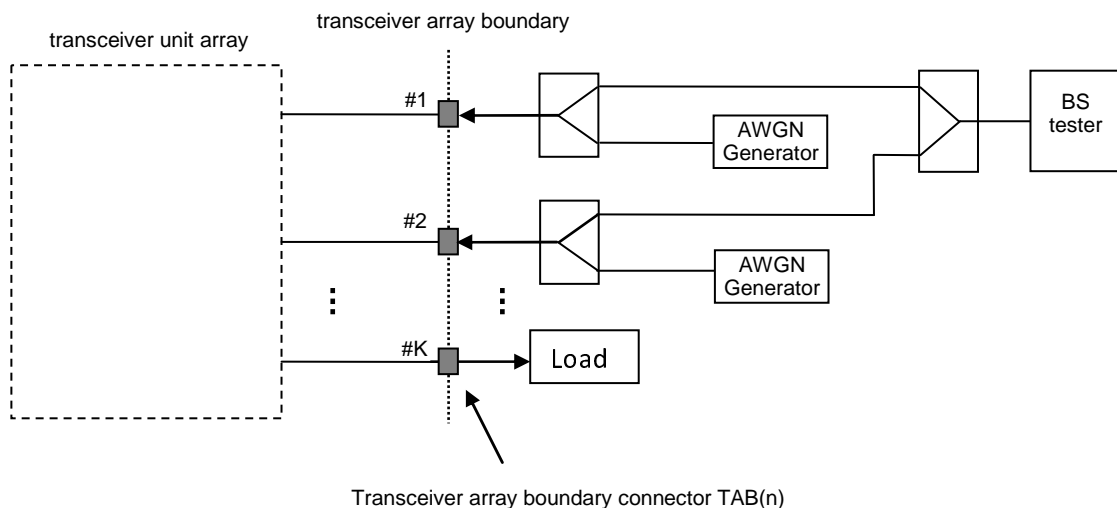 transceiver array boundary
transceiver unit array
#1
BS
tester
AWGN
Generator
#2
AWGN
Generator
#K
Load
Transceiver array boundary connector TAB(n)